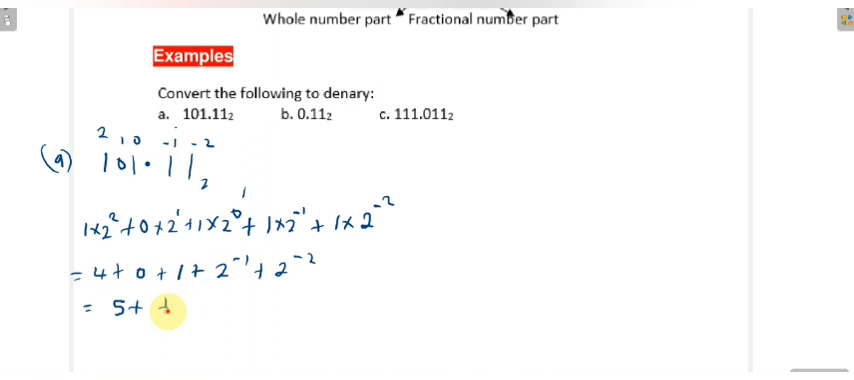 Whole number part Fractional number part
Examples
Convert the following to denary:
a. 101.11₂ b. 0.11₂ c. 111.011₂
2 1 0 -1 -2
(a) 101.11₂
1×2² + 0×2¹ + 1×2⁰ + 1×2⁻¹ + 1×2⁻²
= 4 + 0 + 1 + 2⁻¹ + 2⁻²
= 5 +